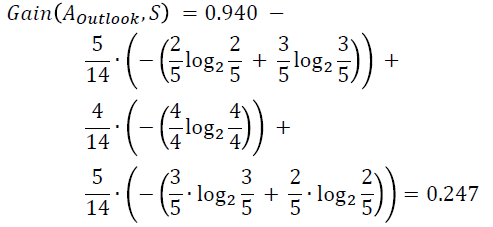 Gain(A_Outlook, S) = 0.940 −
5/14 · (−(2/5 log₂ 2/5 + 3/5 log₂ 3/5)) +
4/14 · (−(4/4 log₂ 4/4)) +
5/14 · (−(3/5 · log₂ 3/5 + 2/5 · log₂ 2/5)) = 0.247